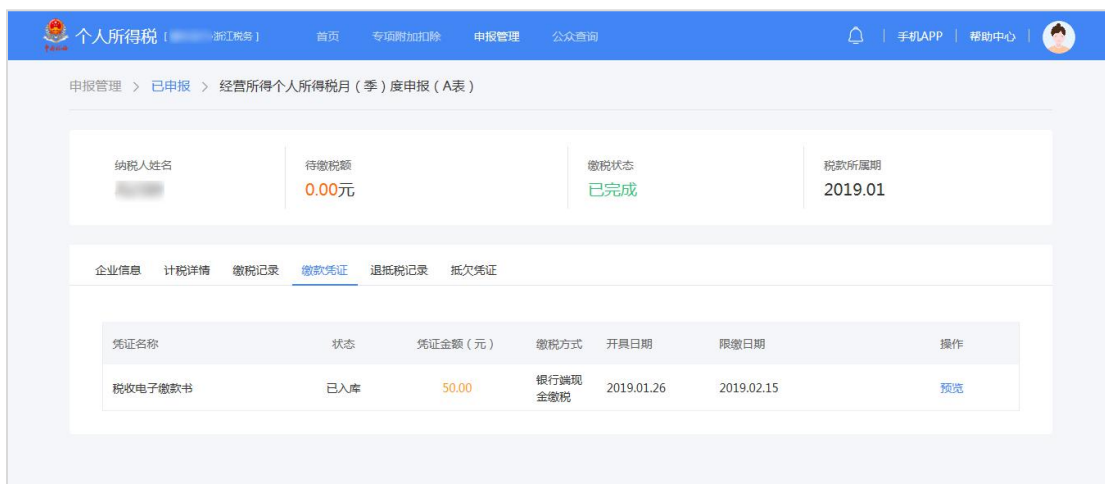 个人所得税 [ 浙江税务 ] 首页 专项附加扣除 申报管理 公众查询 | 手机APP | 帮助中心 |
申报管理 > 已申报 > 经营所得个人所得税月（季）度申报（A表）
纳税人姓名 待缴税额 缴税状态 税款所属期
0.00元 已完成 2019.01
企业信息 计税详情 缴税记录 缴款凭证 退抵税记录 抵欠凭证
凭证名称 状态 凭证金额（元） 缴税方式 开具日期 限缴日期 操作
税收电子缴款书 已入库 50.00 银行端现 2019.01.26 2019.02.15 预览
金缴税